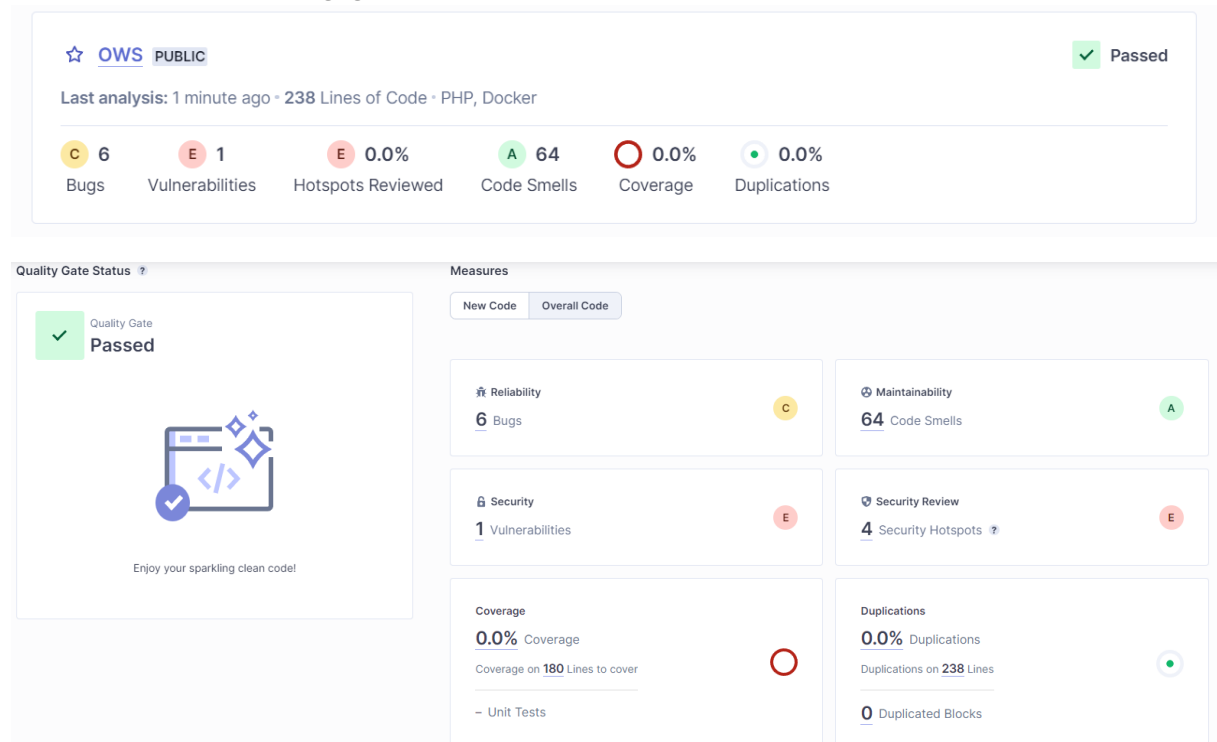 OWS PUBLIC Passed
Last analysis: 1 minute ago • 238 Lines of Code • PHP, Docker
C 6 E 1 E 0.0% A 64 0.0% 0.0%
Bugs Vulnerabilities Hotspots Reviewed Code Smells Coverage Duplications
Quality Gate Status ?
Quality Gate
Passed
</>
Enjoy your sparkling clean code!
Measures
New Code Overall Code
Reliability
6 Bugs
C
Maintainability
64 Code Smells
A
Security
1 Vulnerabilities
E
Security Review
4 Security Hotspots ?
E
Coverage
0.0% Coverage
Coverage on 180 Lines to cover
– Unit Tests
Duplications
0.0% Duplications
Duplications on 238 Lines
0 Duplicated Blocks